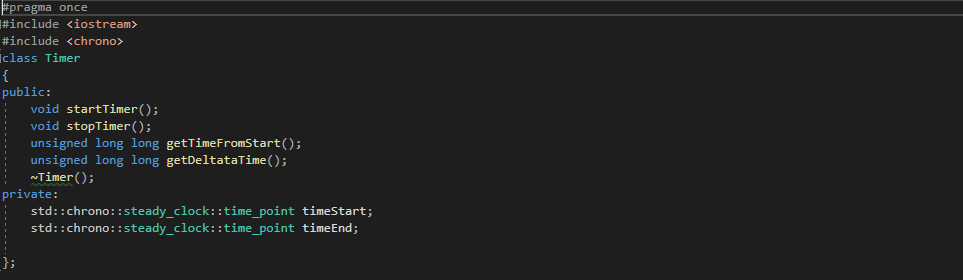 #pragma once
#include <iostream>
#include <chrono>
class Timer
{
public:
    void startTimer();
    void stopTimer();
    unsigned long long getTimeFromStart();
    unsigned long long getDeltataTime();
    ~Timer();
private:
    std::chrono::steady_clock::time_point timeStart;
    std::chrono::steady_clock::time_point timeEnd;

};